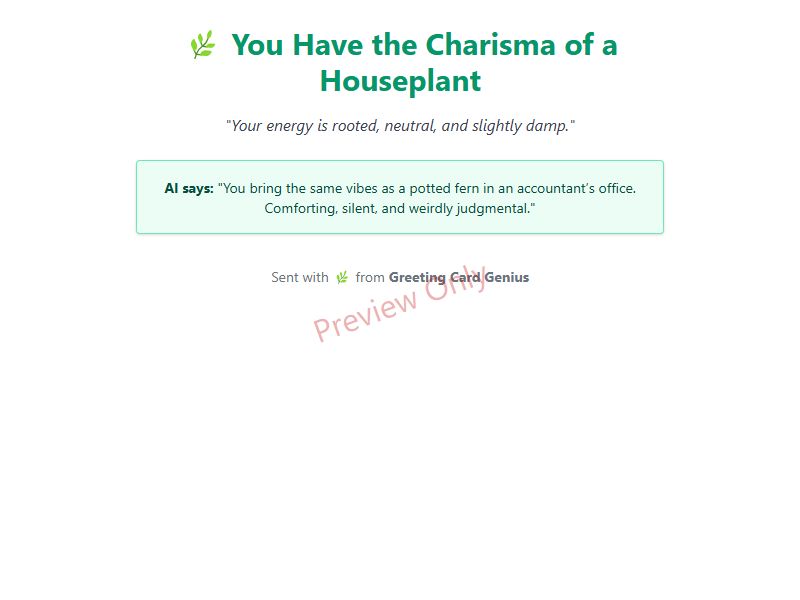 🌿 You Have the Charisma of a
Houseplant
"Your energy is rooted, neutral, and slightly damp."
AI says: "You bring the same vibes as a potted fern in an accountant’s office.
Comforting, silent, and weirdly judgmental."
Sent with 🌿 from Greeting Card Genius
Preview Only